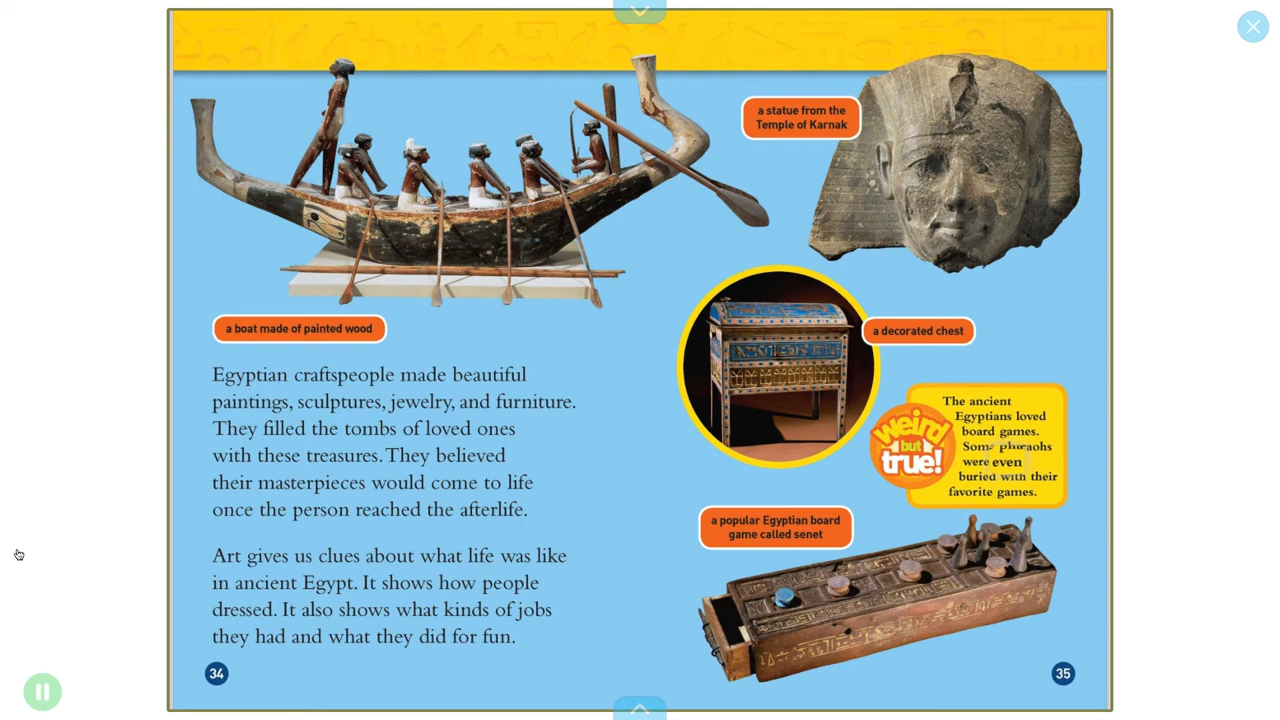 a statue from the
Temple of Karnak
a boat made of painted wood
a decorated chest
Egyptian craftspeople made beautiful
paintings, sculptures, jewelry, and furniture.
They filled the tombs of loved ones
with these treasures. They believed
their masterpieces would come to life
once the person reached the afterlife.
Art gives us clues about what life was like
in ancient Egypt. It shows how people
dressed. It also shows what kinds of jobs
they had and what they did for fun.
weird
but
true!
The ancient
Egyptians loved
board games.
Some pharaohs
were even
buried with their
favorite games.
a popular Egyptian board
game called senet
34
35